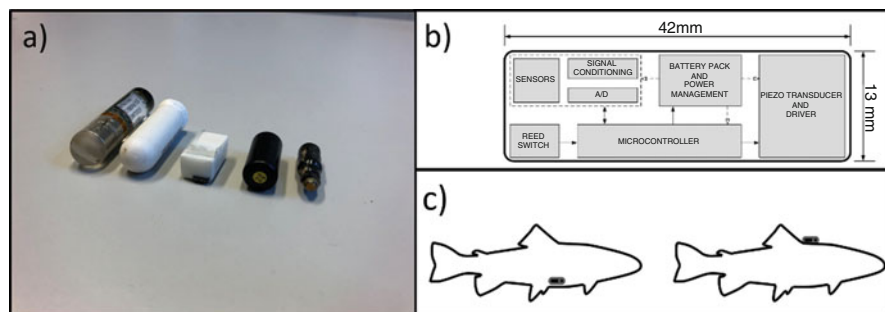 a)
b)
42mm
SENSORS
SIGNAL
CONDITIONING
A/D
BATTERY PACK
AND
POWER
MANAGEMENT
PIEZO TRANSDUCER
AND
DRIVER
REED
SWITCH
MICROCONTROLLER
13 mm
c)